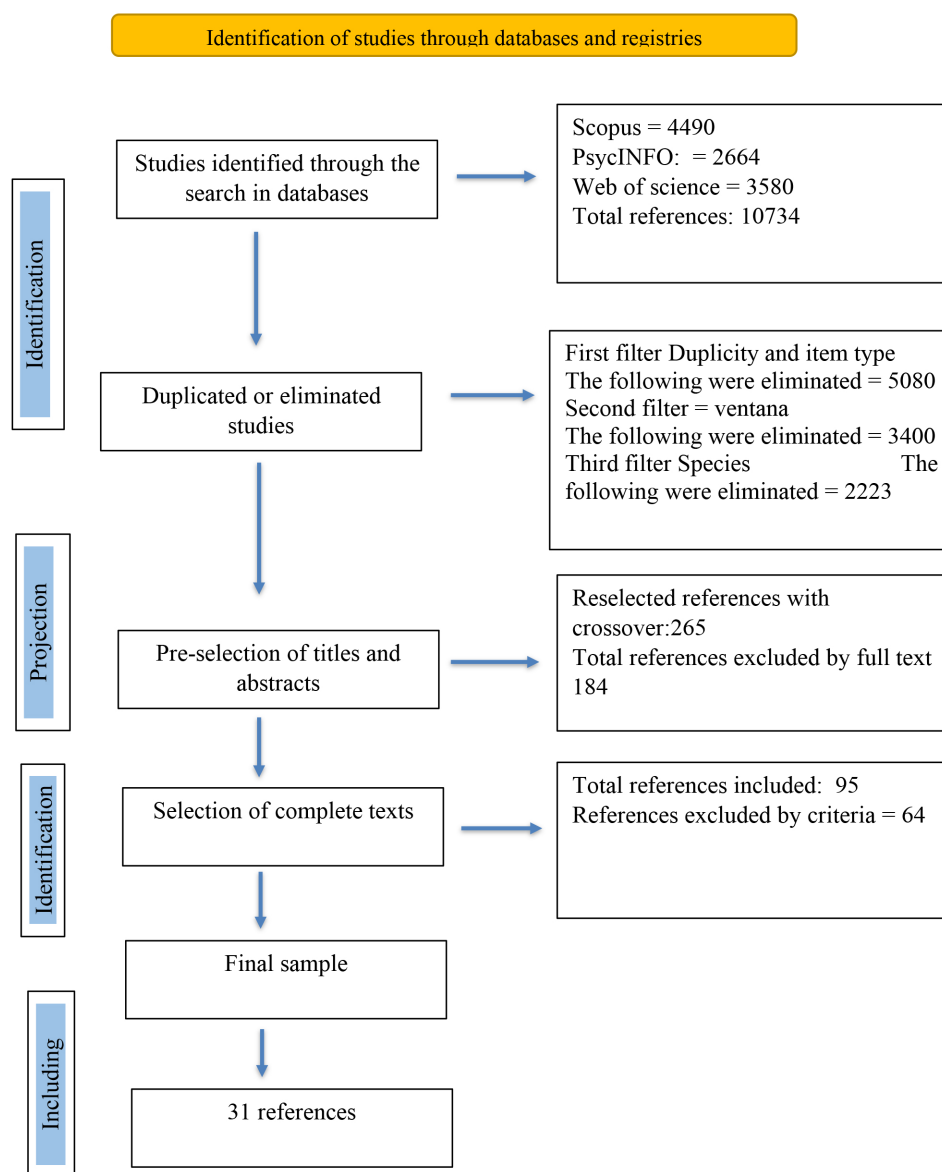 Identification of studies through databases and registries
Studies identified through the
search in databases
Scopus = 4490
PsycINFO:  = 2664
Web of science = 3580
Total references: 10734
Identification
Duplicated or eliminated
studies
First filter Duplicity and item type
The following were eliminated = 5080
Second filter = ventana
The following were eliminated = 3400
Third filter Species The
following were eliminated = 2223
Projection
Pre-selection of titles and
abstracts
Reselected references with
crossover:265
Total references excluded by full text
184
Identification
Selection of complete texts
Total references included:  95
References excluded by criteria = 64
Final sample
Including
31 references